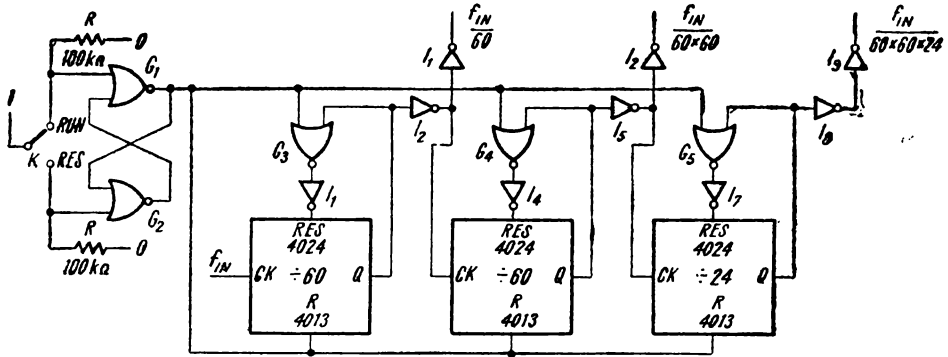 R
100kΩ
0
G₁
1
RUN
K
RES
G₂
R
100kΩ
0
f_IN/60
I₁
I₂
G₃
I₁
f_IN
RES
4024
CK ÷60 Q
R
4013
f_IN/60×60
I₂
I₅
G₄
I₄
RES
4024
CK ÷60 Q
R
4013
f_IN/60×60×24
I₉
I₈
G₅
I₇
RES
4024
CK ÷24 Q
R
4013